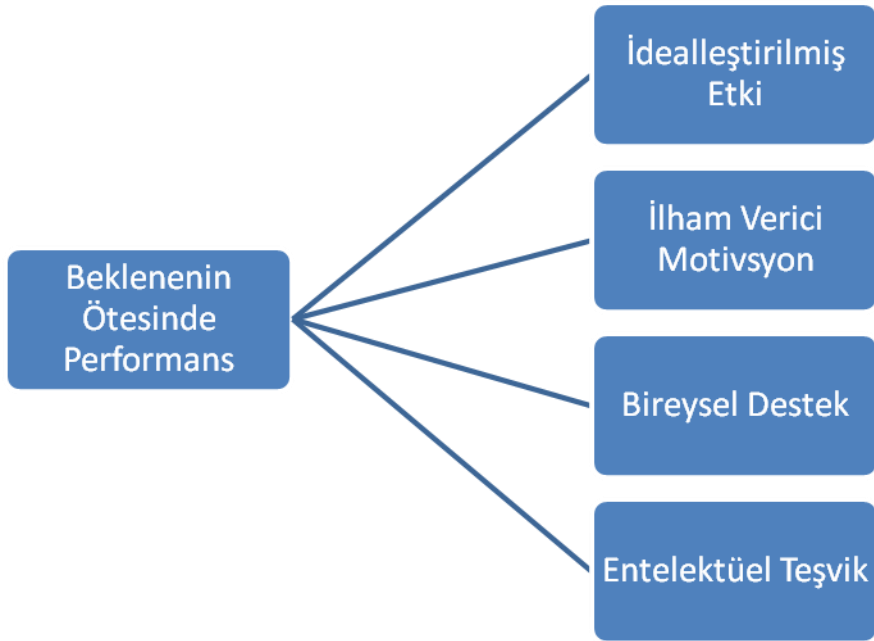 İdealleştirilmiş
Etki
İlham Verici
Motivsyon
Beklenenin
Ötesinde
Performans
Bireysel Destek
Entelektüel Teşvik